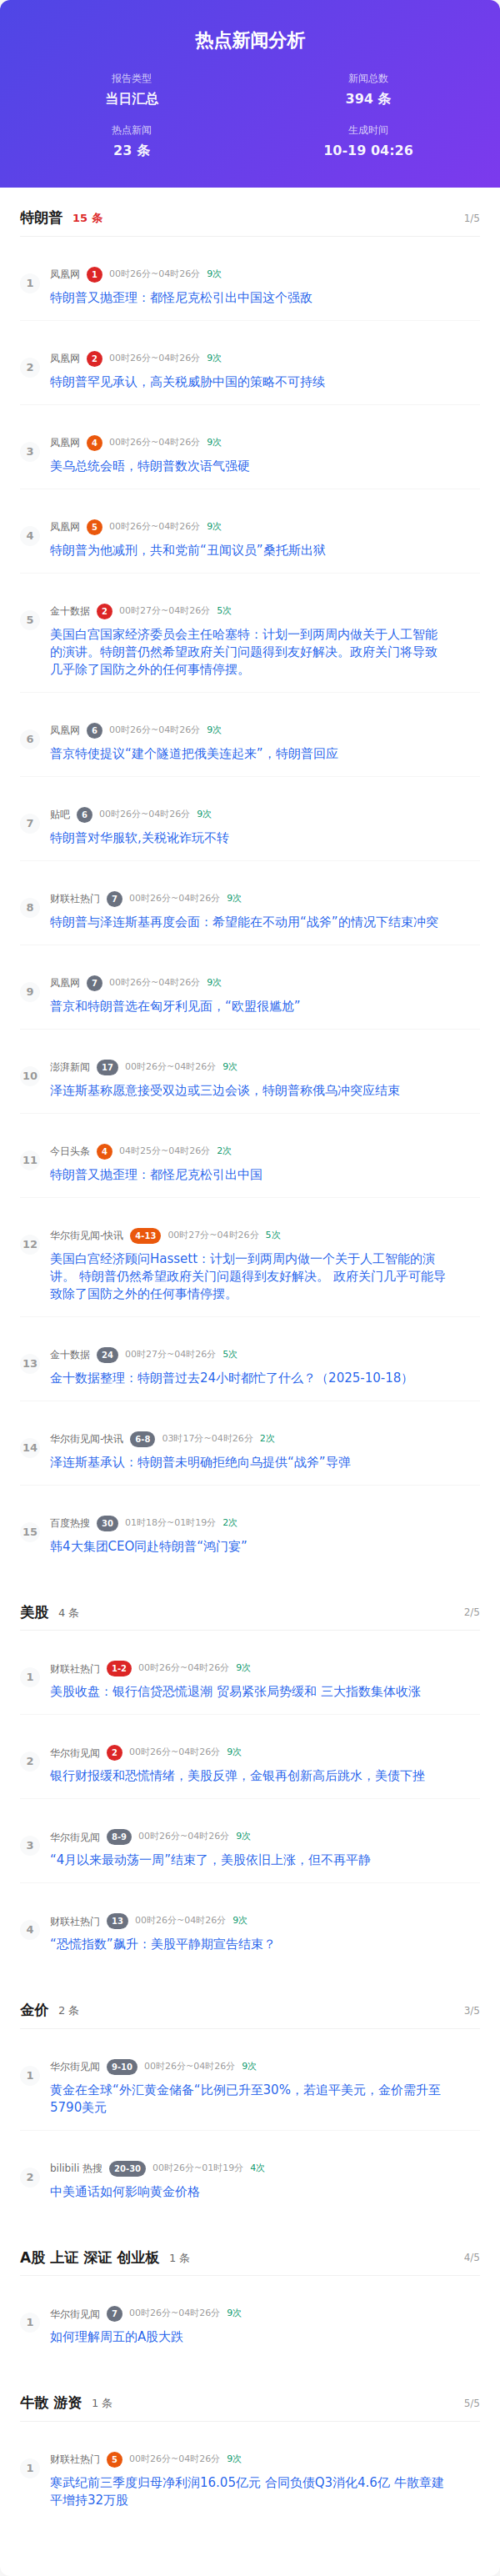 热点新闻分析
报告类型
新闻总数
当日汇总
394 条
热点新闻
生成时间
23 条
10-19 04:26
特朗普 15 条 1/5
1
凤凰网 1 00时26分~04时26分 9次
特朗普又抛歪理：都怪尼克松引出中国这个强敌
2
凤凰网 2 00时26分~04时26分 9次
特朗普罕见承认，高关税威胁中国的策略不可持续
3
凤凰网 4 00时26分~04时26分 9次
美乌总统会晤，特朗普数次语气强硬
4
凤凰网 5 00时26分~04时26分 9次
特朗普为他减刑，共和党前“丑闻议员”桑托斯出狱
5
金十数据 2 00时27分~04时26分 5次
美国白宫国家经济委员会主任哈塞特：计划一到两周内做关于人工智能
的演讲。特朗普仍然希望政府关门问题得到友好解决。政府关门将导致
几乎除了国防之外的任何事情停摆。
6
凤凰网 6 00时26分~04时26分 9次
普京特使提议“建个隧道把俄美连起来”，特朗普回应
7
贴吧 6 00时26分~04时26分 9次
特朗普对华服软,关税讹诈玩不转
8
财联社热门 7 00时26分~04时26分 9次
特朗普与泽连斯基再度会面：希望能在不动用“战斧”的情况下结束冲突
9
凤凰网 7 00时26分~04时26分 9次
普京和特朗普选在匈牙利见面，“欧盟很尴尬”
10
澎湃新闻 17 00时26分~04时26分 9次
泽连斯基称愿意接受双边或三边会谈，特朗普称俄乌冲突应结束
11
今日头条 4 04时25分~04时26分 2次
特朗普又抛歪理：都怪尼克松引出中国
12
华尔街见闻-快讯 4-13 00时27分~04时26分 5次
美国白宫经济顾问Hassett：计划一到两周内做一个关于人工智能的演
讲。 特朗普仍然希望政府关门问题得到友好解决。 政府关门几乎可能导
致除了国防之外的任何事情停摆。
13
金十数据 24 00时27分~04时26分 5次
金十数据整理：特朗普过去24小时都忙了什么？（2025-10-18）
14
华尔街见闻-快讯 6-8 03时17分~04时26分 2次
泽连斯基承认：特朗普未明确拒绝向乌提供“战斧”导弹
15
百度热搜 30 01时18分~01时19分 2次
韩4大集团CEO同赴特朗普“鸿门宴”
美股 4 条 2/5
1
财联社热门 1-2 00时26分~04时26分 9次
美股收盘：银行信贷恐慌退潮 贸易紧张局势缓和 三大指数集体收涨
2
华尔街见闻 2 00时26分~04时26分 9次
银行财报缓和恐慌情绪，美股反弹，金银再创新高后跳水，美债下挫
3
华尔街见闻 8-9 00时26分~04时26分 9次
“4月以来最动荡一周”结束了，美股依旧上涨，但不再平静
4
财联社热门 13 00时26分~04时26分 9次
“恐慌指数”飙升：美股平静期宣告结束？
金价 2 条 3/5
1
华尔街见闻 9-10 00时26分~04时26分 9次
黄金在全球“外汇黄金储备“比例已升至30%，若追平美元，金价需升至
5790美元
2
bilibili 热搜 20-30 00时26分~01时19分 4次
中美通话如何影响黄金价格
A股 上证 深证 创业板 1 条 4/5
1
华尔街见闻 7 00时26分~04时26分 9次
如何理解周五的A股大跌
牛散 游资 1 条 5/5
1
财联社热门 5 00时26分~04时26分 9次
寒武纪前三季度归母净利润16.05亿元 合同负债Q3消化4.6亿 牛散章建
平增持32万股